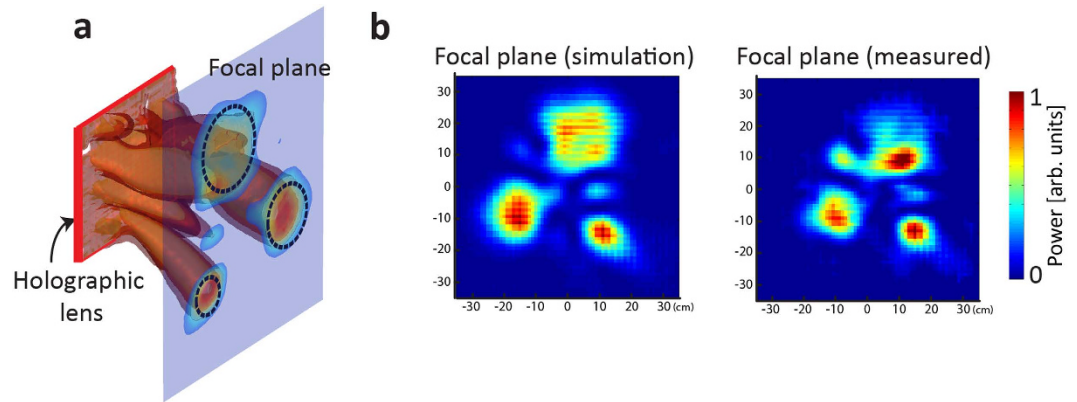 a
Focal plane
Holographic
lens
b
Focal plane (simulation)
30
20
10
0
-10
-20
-30
-30 -20 -10 0 10 20 30 (cm)
Focal plane (measured)
30
20
10
0
-10
-20
-30
-30 -20 -10 0 10 20 30 (cm)
1
0
Power [arb. units]